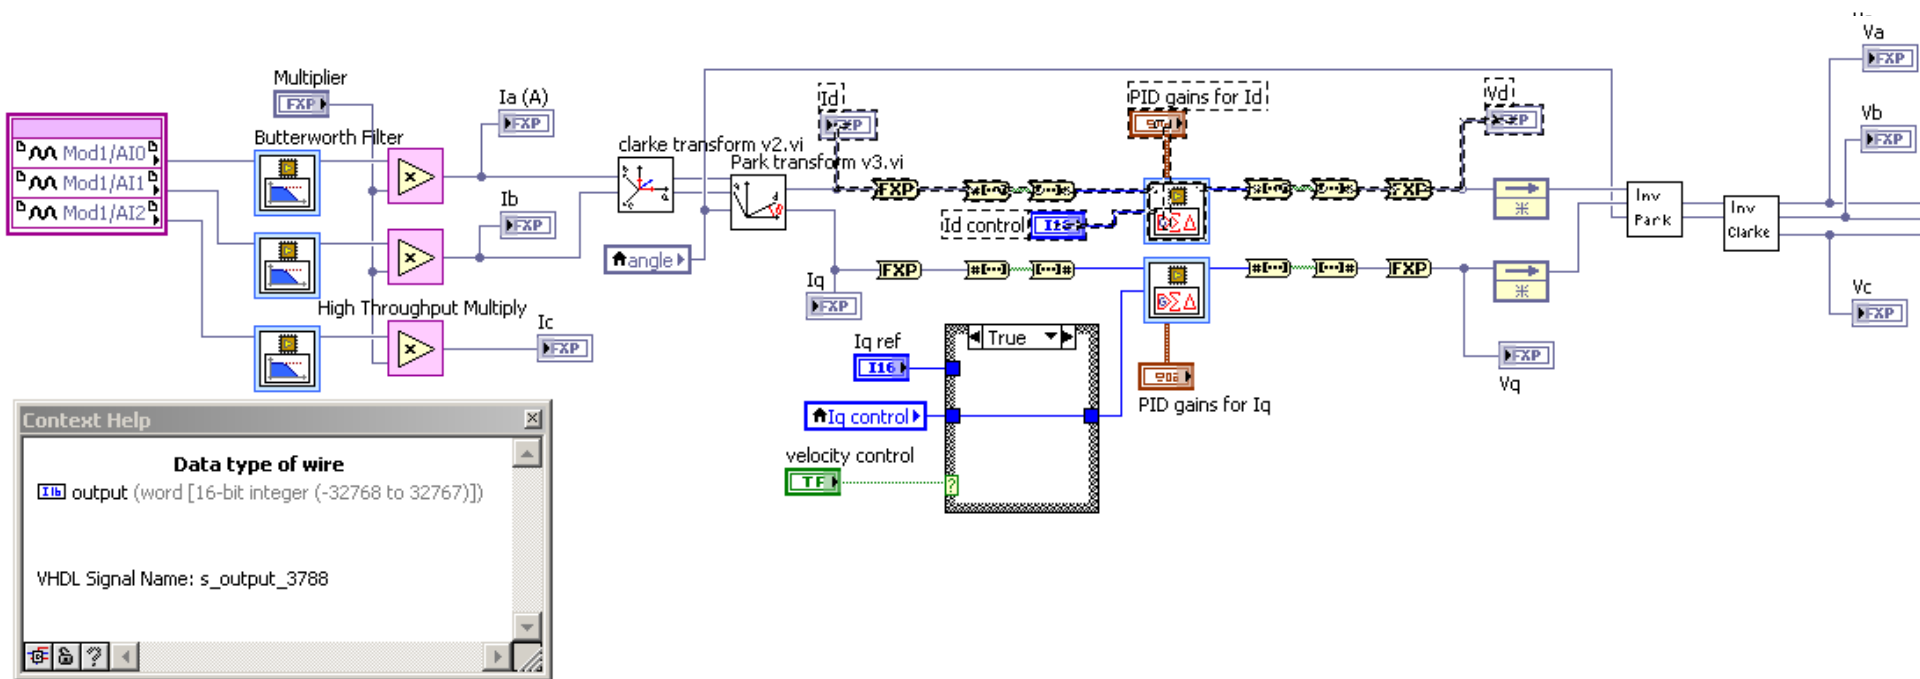 Multiplier
FXP
Ia (A)
FXP
Butterworth Filter
Mod1/AI0
Mod1/AI1
Mod1/AI2
Ib
FXP
High Throughput Multiply
Ic
FXP
clarke transform v2.vi
Park transform v3.vi
angle
Id
FXP
PID gains for Id
Vd
FXP
FXP
Id control
I16
FXP
FXP
Iq
FXP
FXP
Iq ref
I16
True
Iq control
velocity control
TF
?
PID gains for Iq
Vq
FXP
Inv
Park
Inv
Clarke
Va
FXP
Vb
FXP
Vc
FXP
Context Help
Data type of wire
I16 output (word [16-bit integer (-32768 to 32767)])
VHDL Signal Name: s_output_3788
?